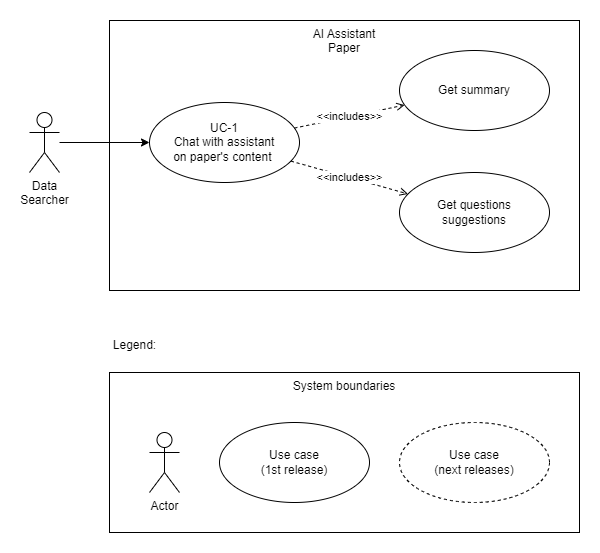 AI Assistant
Paper
Get summary
<<includes>>
UC-1
Chat with assistant
on paper's content
<<includes>>
Data
Searcher
Get questions
suggestions
Legend:
System boundaries
Use case
(1st release)
Use case
(next releases)
Actor